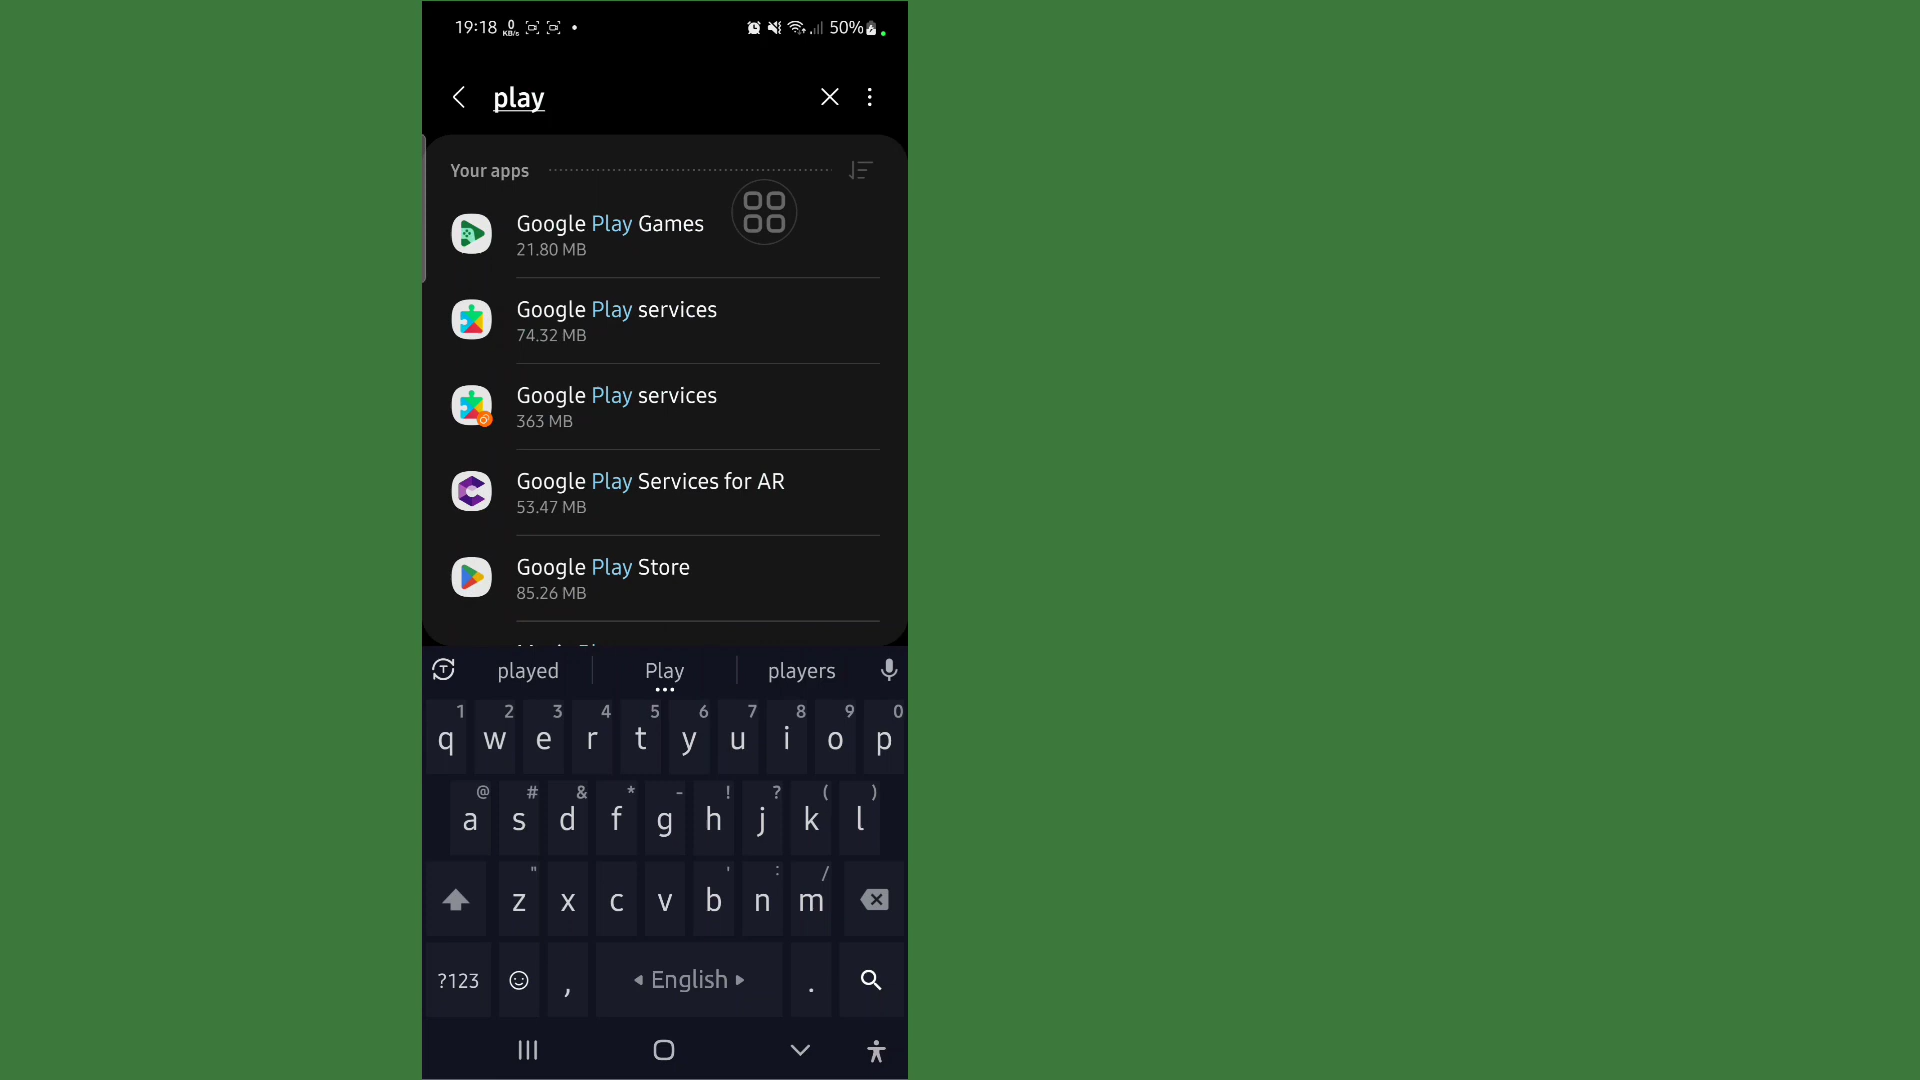 19:18 0 KB/s 50%
play
Your apps
Google Play Games
21.80 MB
Google Play services
74.32 MB
Google Play services
363 MB
Google Play Services for AR
53.47 MB
Google Play Store
85.26 MB
played Play players
1 2 3 4 5 6 7 8 9 0
q w e r t y u i o p
@ # & * - ! ? ( )
a s d f g h j k l
" ' : /
z x c v b n m
?123 , English .